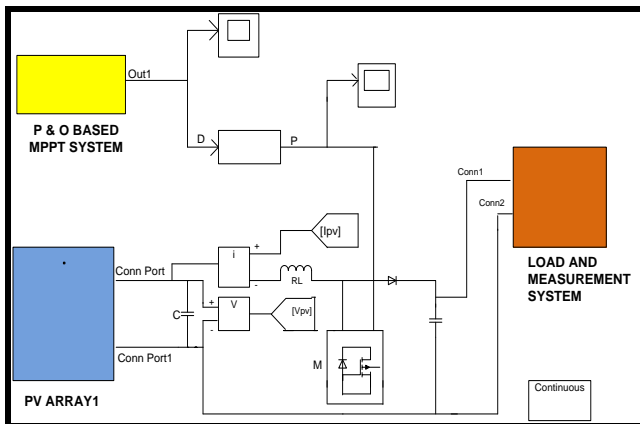 Out1
P & O BASED
MPPT SYSTEM
D
P
Conn1
Conn2
LOAD AND
MEASUREMENT
SYSTEM
[Ipv]
+
i
-
RL
Conn Port
C
+
V
-
[Vpv]
Conn Port1
M
PV ARRAY1
Continuous